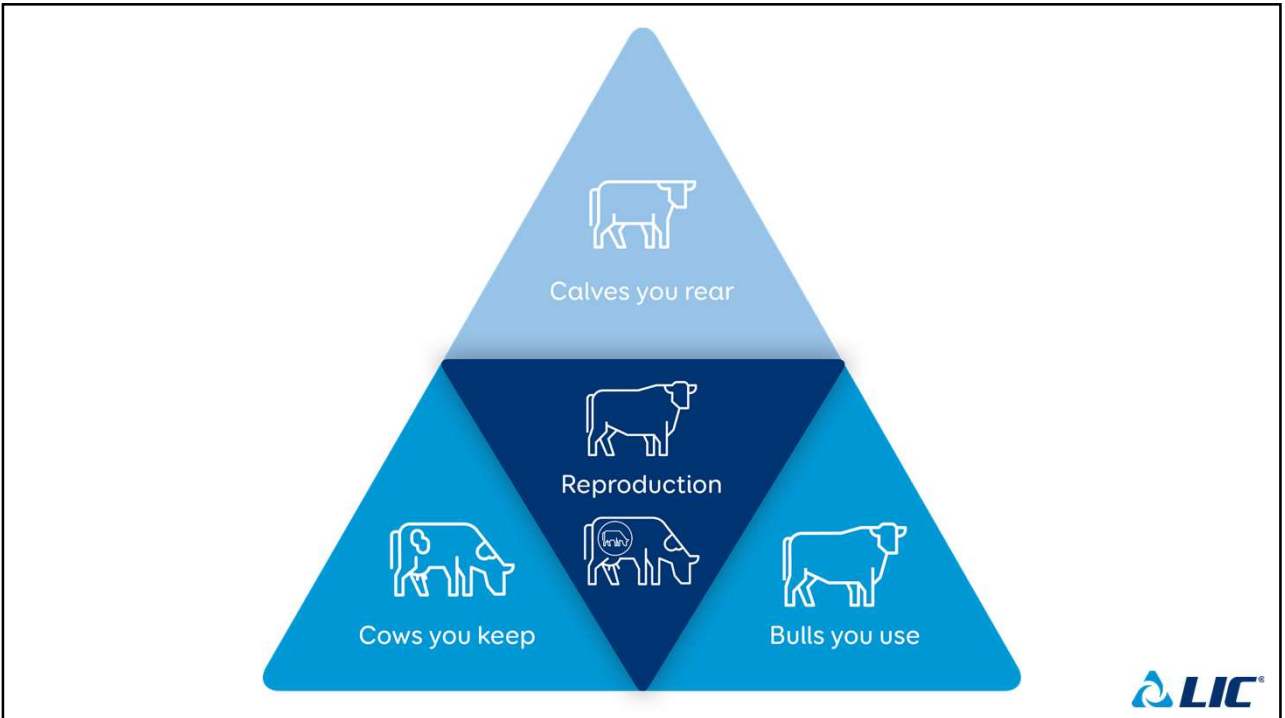 Calves you rear
Reproduction
Cows you keep
Bulls you use
LIC®